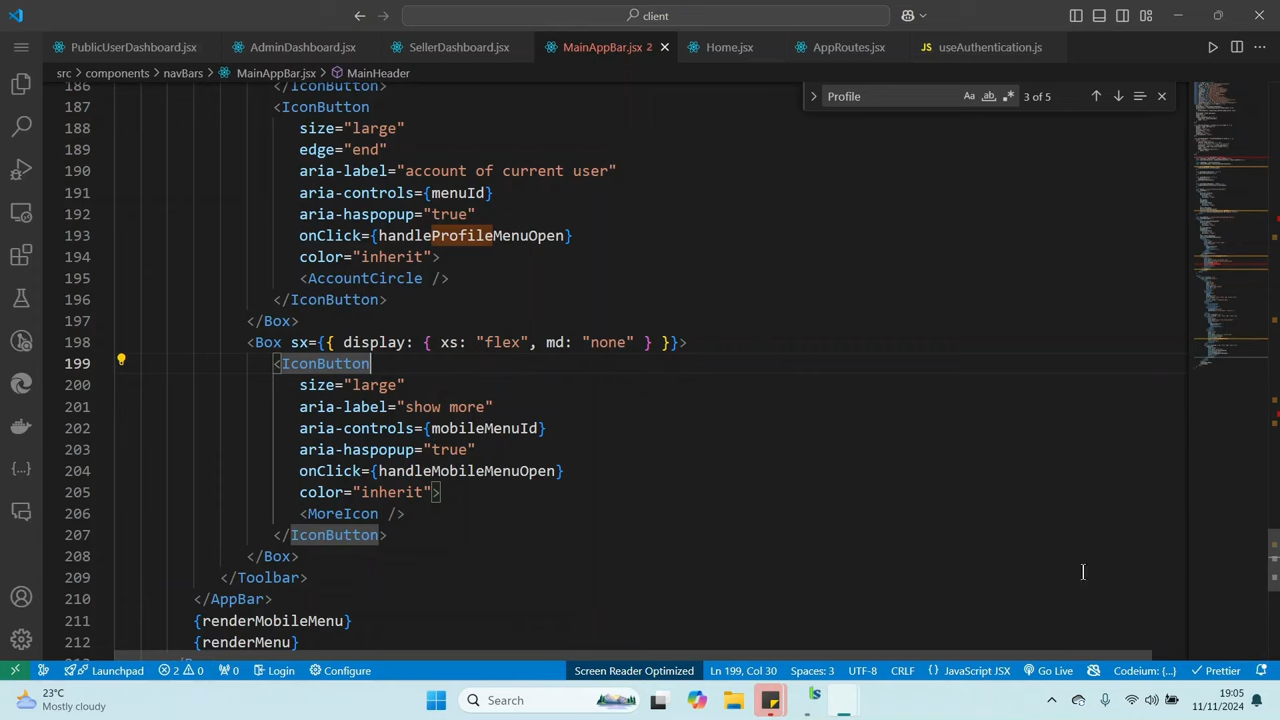 client
PublicUserDashboard.jsx
AdminDashboard.jsx
SellerDashboard.jsx
MainAppBar.jsx 2
Home.jsx
AppRoutes.jsx
JS useAuthentication.js
src > components > navBars > MainAppBar.jsx > MainHeader
Profile Aa ab 3 of 5
186 </IconButton>
187 <IconButton
188 size="large"
189 edge="end"
190 aria-label="account of current user"
191 aria-controls={menuId}
192 aria-haspopup="true"
193 onClick={handleProfileMenuOpen}
194 color="inherit">
195 <AccountCircle />
196 </IconButton>
197 </Box>
198 <Box sx={{ display: { xs: "flex", md: "none" } }}>
199 <IconButton
200 size="large"
201 aria-label="show more"
202 aria-controls={mobileMenuId}
203 aria-haspopup="true"
204 onClick={handleMobileMenuOpen}
205 color="inherit">
206 <MoreIcon />
207 </IconButton>
208 </Box>
209 </Toolbar>
210 </AppBar>
211 {renderMobileMenu}
212 {renderMenu}
Launchpad 2 0 0 Login Configure Screen Reader Optimized Ln 199, Col 30 Spaces: 3 UTF-8 CRLF {} JavaScript JSX Go Live Codeium: {...} Prettier
23°C
Mostly cloudy
Search
19:05
11/11/2024